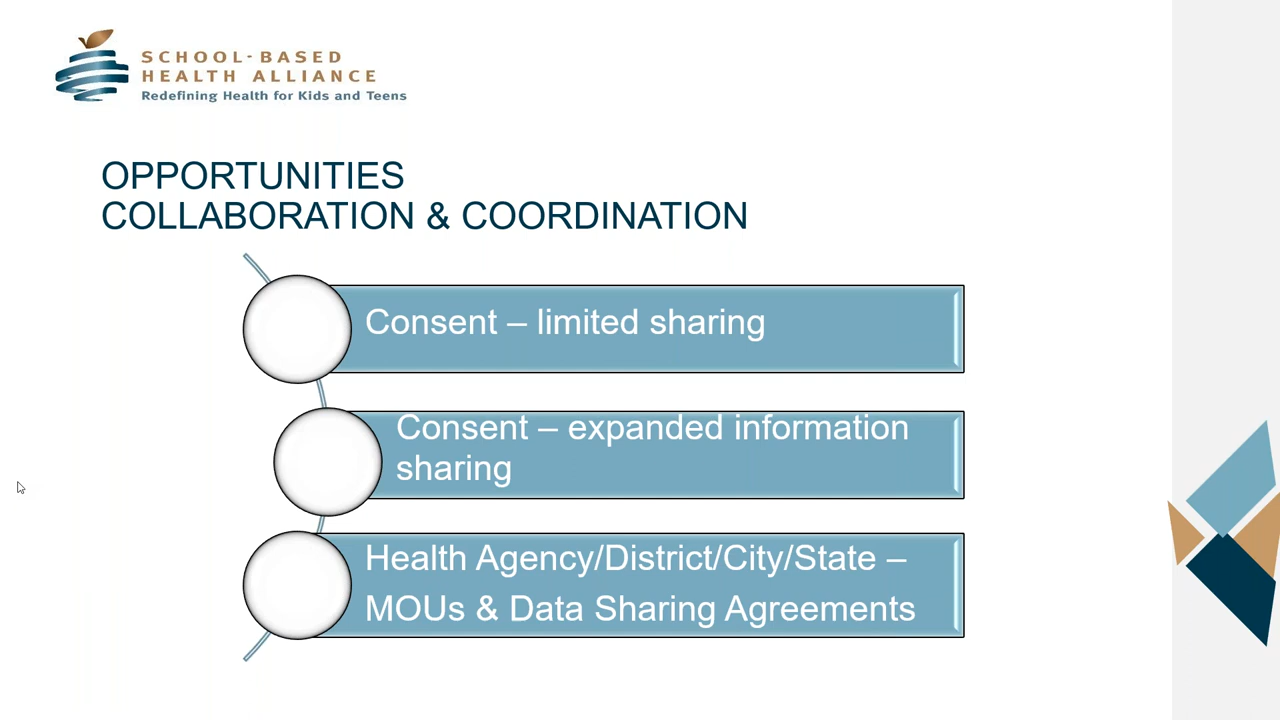 SCHOOL-BASED
HEALTH ALLIANCE
Redefining Health for Kids and Teens
OPPORTUNITIES
COLLABORATION & COORDINATION
Consent – limited sharing
Consent – expanded information
sharing
Health Agency/District/City/State –
MOUs & Data Sharing Agreements